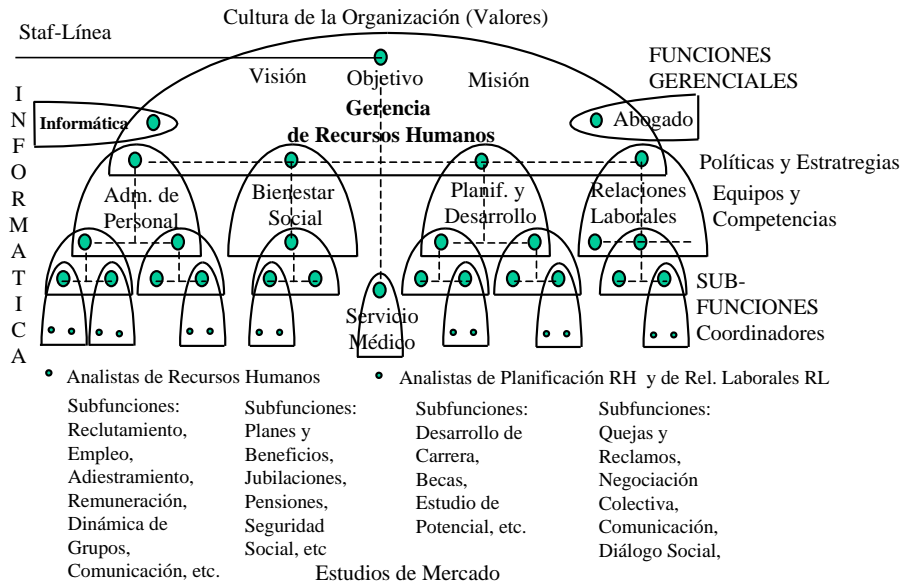 Cultura de la Organización (Valores)
Staf-Línea
FUNCIONES
GERENCIALES
Visión Objetivo Misión
Gerencia
de Recursos Humanos
INFORMATICA
Informática
Abogado
Políticas y Estratregias
Adm. de
Personal
Bienestar
Social
Planif. y
Desarrollo
Relaciones
Laborales
Equipos y
Competencias
SUB-
FUNCIONES
Coordinadores
Servicio
Médico
Analistas de Recursos Humanos
Analistas de Planificación RH y de Rel. Laborales RL
Subfunciones:
Reclutamiento,
Empleo,
Adiestramiento,
Remuneración,
Dinámica de
Grupos,
Comunicación, etc.
Subfunciones:
Planes y
Beneficios,
Jubilaciones,
Pensiones,
Seguridad
Social, etc
Subfunciones:
Desarrollo de
Carrera,
Becas,
Estudio de
Potencial, etc.
Subfunciones:
Quejas y
Reclamos,
Negociación
Colectiva,
Comunicación,
Diálogo Social,
Estudios de Mercado